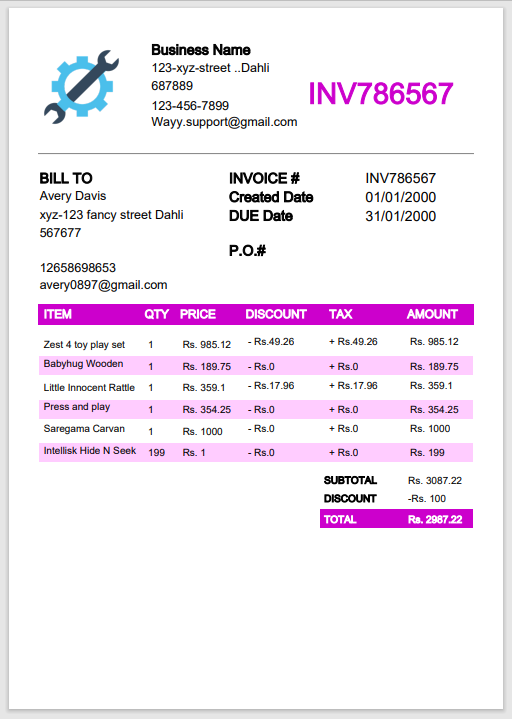 Business Name
123-xyz-street ..Dahli
687889
123-456-7899
Wayy.support@gmail.com
INV786567
BILL TO
Avery Davis
xyz-123 fancy street Dahli
567677
12658698653
avery0897@gmail.com
INVOICE # INV786567
Created Date 01/01/2000
DUE Date 31/01/2000
P.O.#
ITEM QTY PRICE DISCOUNT TAX AMOUNT
Zest 4 toy play set 1 Rs. 985.12 - Rs.49.26 + Rs.49.26 Rs. 985.12
Babyhug Wooden 1 Rs. 189.75 - Rs.0 + Rs.0 Rs. 189.75
Little Innocent Rattle 1 Rs. 359.1 - Rs.17.96 + Rs.17.96 Rs. 359.1
Press and play 1 Rs. 354.25 - Rs.0 + Rs.0 Rs. 354.25
Saregama Carvan 1 Rs. 1000 - Rs.0 + Rs.0 Rs. 1000
Intellisk Hide N Seek 199 Rs. 1 - Rs.0 + Rs.0 Rs. 199
SUBTOTAL Rs. 3087.22
DISCOUNT -Rs. 100
TOTAL Rs. 2987.22